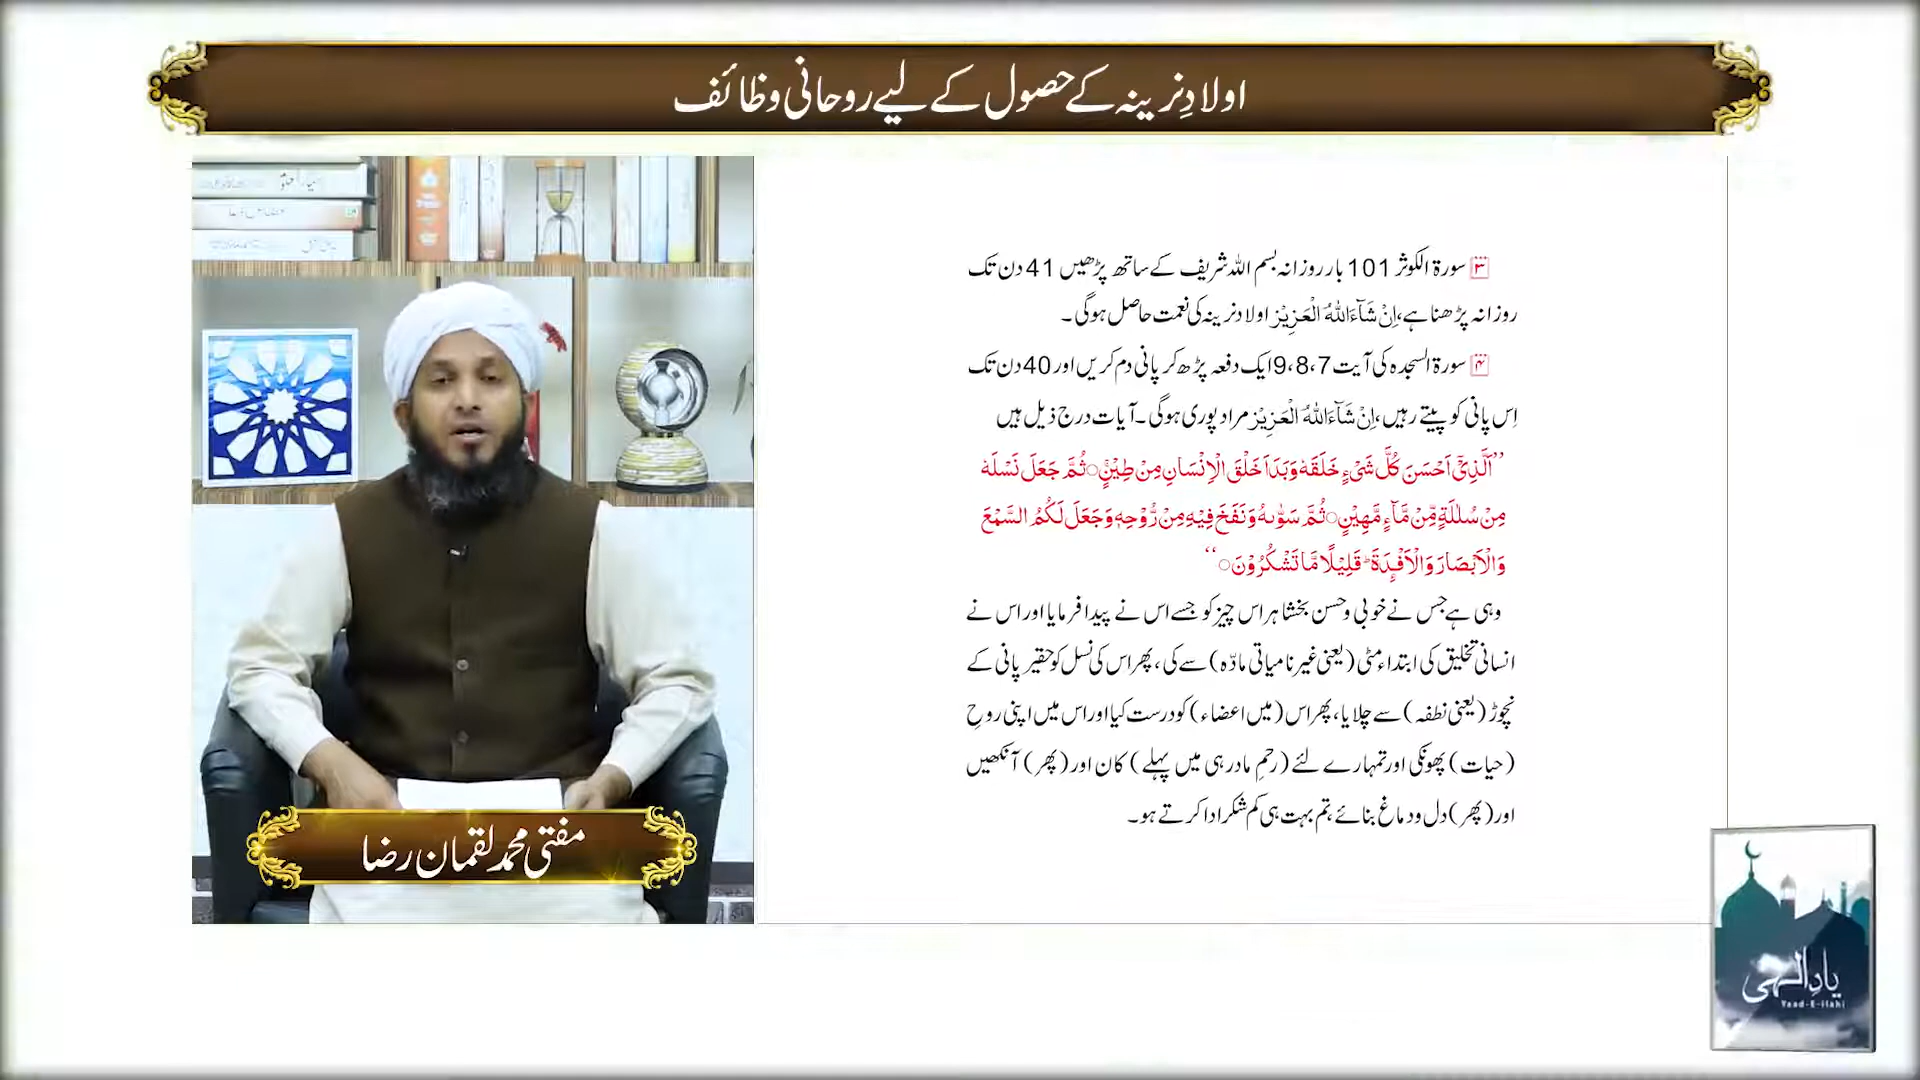 اولادِ نرینہ کے حصول کے لیے روحانی وظائف
۳ سورۃ الکوثر 101 بار روزانہ بسم اللہ شریف کے ساتھ پڑھیں 41 دن تک
روزانہ پڑھنا ہے، اِنْ شَآءَ اللہُ الْعَزِیْز اولاد نرینہ کی نعمت حاصل ہوگی۔
۴ سورۃ السجدہ کی آیت 7، 8، 9 ایک دفعہ پڑھ کر پانی دم کریں اور 40 دن تک
اِس پانی کو پیتے رہیں، اِنْ شَآءَ اللہُ الْعَزِیْز مراد پوری ہوگی۔ آیات درج ذیل ہیں
’’الَّذِیْۤ اَحْسَنَ كُلَّ شَیْءٍ خَلَقَهٗ وَ بَدَاَ خَلْقَ الْاِنْسَانِ مِنْ طِیْنٍۚ○ ثُمَّ جَعَلَ نَسْلَهٗ
مِنْ سُلٰلَةٍ مِّنْ مَّآءٍ مَّهِیْنٍ○ ثُمَّ سَوّٰىهُ وَ نَفَخَ فِیْهِ مِنْ رُّوْحِهٖ وَ جَعَلَ لَكُمُ السَّمْعَ
وَ الْاَبْصَارَ وَ الْاَفْـِٕدَةَ ؕ قَلِیْلًا مَّا تَشْكُرُوْنَ○‘‘
وہی ہے جس نے خوبی و حسن بخشا ہر اس چیز کو جسے اس نے پیدا فرمایا اور اس نے
انسانی تخلیق کی ابتداء مٹی (یعنی غیر نامیاتی مادّہ) سے کی، پھر اس کی نسل کو حقیر پانی کے
نچوڑ (یعنی نطفہ) سے چلایا، پھر اس (میں اعضاء) کو درست کیا اور اس میں اپنی روحِ
(حیات) پھونکی اور تمہارے لئے (رحمِ مادر ہی میں پہلے) کان اور (پھر) آنکھیں
اور (پھر) دل و دماغ بنائے، تم بہت ہی کم شکر ادا کرتے ہو۔
مفتی محمد لقمان رضا
یادِ الٰہی
Yaad-E-ilahi